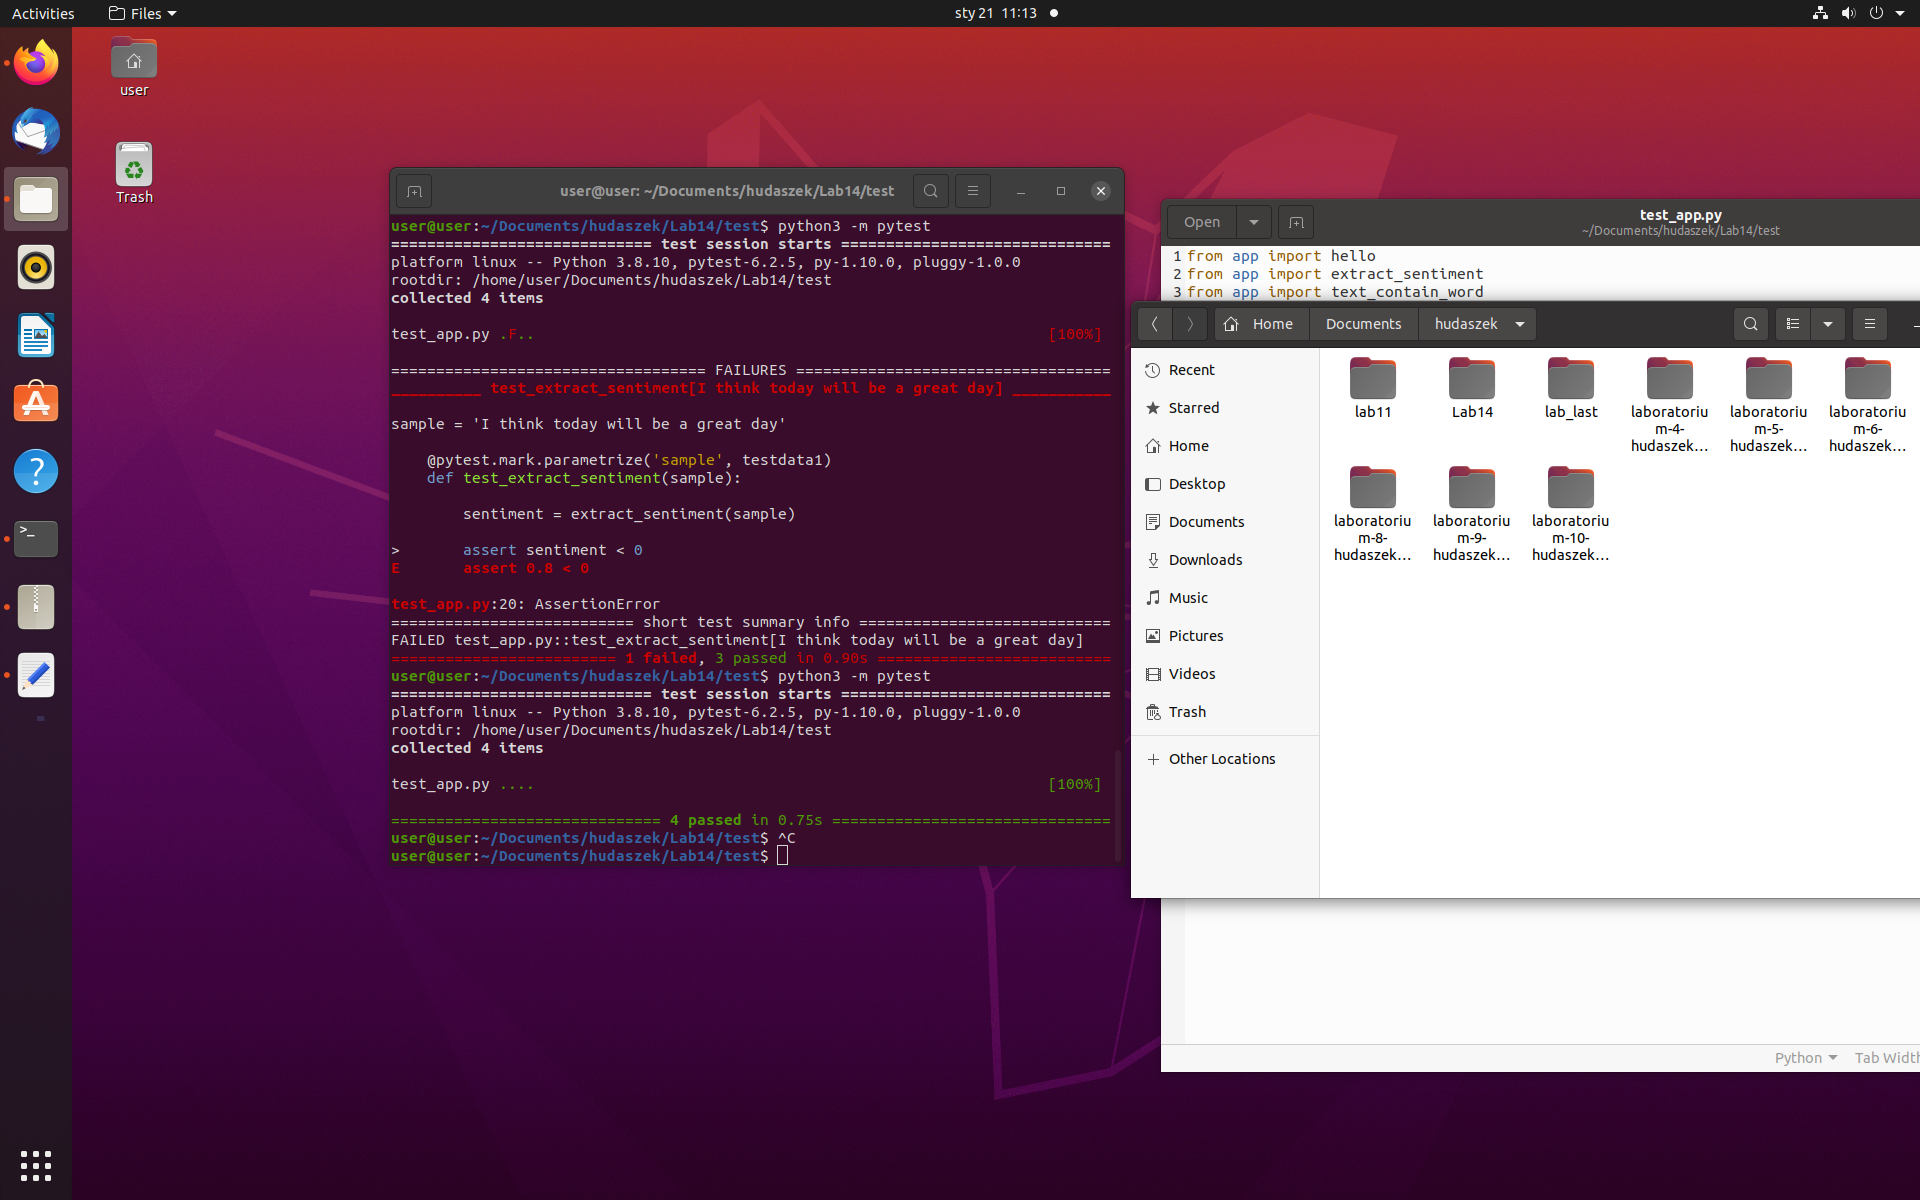 Activities
Files
sty 21 11:13
user
Trash
user@user: ~/Documents/hudaszek/Lab14/test
user@user:~/Documents/hudaszek/Lab14/test$ python3 -m pytest
============================= test session starts ==============================
platform linux -- Python 3.8.10, pytest-6.2.5, py-1.10.0, pluggy-1.0.0
rootdir: /home/user/Documents/hudaszek/Lab14/test
collected 4 items
test_app.py .F.. [100%]
=================================== FAILURES ===================================
__________ test_extract_sentiment[I think today will be a great day] ___________
sample = 'I think today will be a great day'
@pytest.mark.parametrize('sample', testdata1)
def test_extract_sentiment(sample):
sentiment = extract_sentiment(sample)
> assert sentiment < 0
E assert 0.8 < 0
test_app.py:20: AssertionError
=========================== short test summary info ============================
FAILED test_app.py::test_extract_sentiment[I think today will be a great day]
========================= 1 failed, 3 passed in 0.90s ==========================
user@user:~/Documents/hudaszek/Lab14/test$ python3 -m pytest
============================= test session starts ==============================
platform linux -- Python 3.8.10, pytest-6.2.5, py-1.10.0, pluggy-1.0.0
rootdir: /home/user/Documents/hudaszek/Lab14/test
collected 4 items
test_app.py .... [100%]
============================== 4 passed in 0.75s ===============================
user@user:~/Documents/hudaszek/Lab14/test$ ^C
user@user:~/Documents/hudaszek/Lab14/test$
Open
test_app.py
~/Documents/hudaszek/Lab14/test
1 from app import hello
2 from app import extract_sentiment
3 from app import text_contain_word
Home
Documents
hudaszek
Recent
Starred
Home
Desktop
Documents
Downloads
Music
Pictures
Videos
Trash
+ Other Locations
lab11
Lab14
lab_last
laboratoriu
m-4-
hudaszek...
laboratoriu
m-5-
hudaszek...
laboratoriu
m-6-
hudaszek...
laboratoriu
m-8-
hudaszek...
laboratoriu
m-9-
hudaszek...
laboratoriu
m-10-
hudaszek...
Python
Tab Width